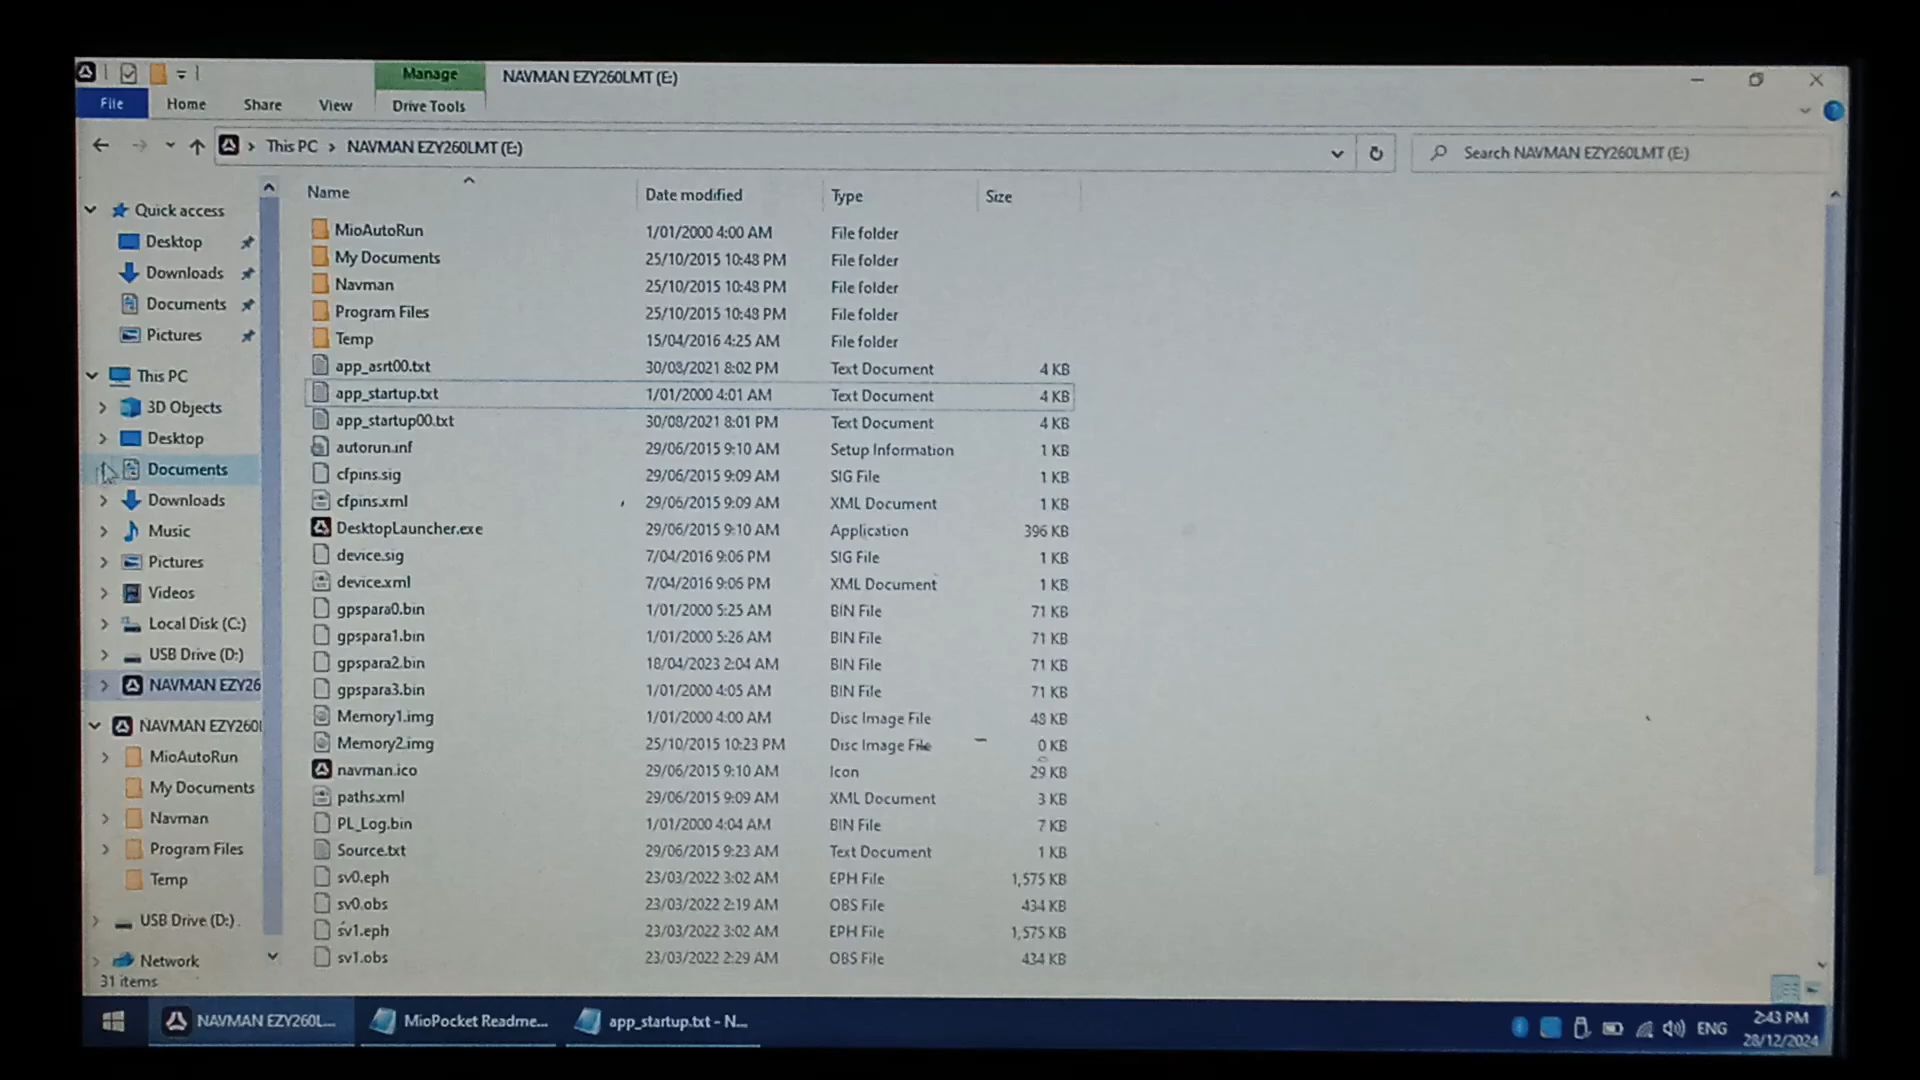 Manage
NAVMAN EZY260LMT (E:)
File
Home
Share
View
Drive Tools
This PC > NAVMAN EZY260LMT (E:)
Search NAVMAN EZY260LMT (E:)
Name
Date modified
Type
Size
Quick access
Desktop
Downloads
Documents
Pictures
This PC
3D Objects
Desktop
Documents
Downloads
Music
Pictures
Videos
Local Disk (C:)
USB Drive (D:)
NAVMAN EZY26
NAVMAN EZY260
MioAutoRun
My Documents
Navman
Program Files
Temp
USB Drive (D:)
Network
MioAutoRun 1/01/2000 4:00 AM File folder
My Documents 25/10/2015 10:48 PM File folder
Navman 25/10/2015 10:48 PM File folder
Program Files 25/10/2015 10:48 PM File folder
Temp 15/04/2016 4:25 AM File folder
app_asrt00.txt 30/08/2021 8:02 PM Text Document 4 KB
app_startup.txt 1/01/2000 4:01 AM Text Document 4 KB
app_startup00.txt 30/08/2021 8:01 PM Text Document 4 KB
autorun.inf 29/06/2015 9:10 AM Setup Information 1 KB
cfpins.sig 29/06/2015 9:09 AM SIG File 1 KB
cfpins.xml 29/06/2015 9:09 AM XML Document 1 KB
DesktopLauncher.exe 29/06/2015 9:10 AM Application 396 KB
device.sig 7/04/2016 9:06 PM SIG File 1 KB
device.xml 7/04/2016 9:06 PM XML Document 1 KB
gpspara0.bin 1/01/2000 5:25 AM BIN File 71 KB
gpspara1.bin 1/01/2000 5:26 AM BIN File 71 KB
gpspara2.bin 18/04/2023 2:04 AM BIN File 71 KB
gpspara3.bin 1/01/2000 4:05 AM BIN File 71 KB
Memory1.img 1/01/2000 4:00 AM Disc Image File 48 KB
Memory2.img 25/10/2015 10:23 PM Disc Image File 0 KB
navman.ico 29/06/2015 9:10 AM Icon 29 KB
paths.xml 29/06/2015 9:09 AM XML Document 3 KB
PL_Log.bin 1/01/2000 4:04 AM BIN File 7 KB
Source.txt 29/06/2015 9:23 AM Text Document 1 KB
sv0.eph 23/03/2022 3:02 AM EPH File 1,575 KB
sv0.obs 23/03/2022 2:19 AM OBS File 434 KB
sv1.eph 23/03/2022 3:02 AM EPH File 1,575 KB
sv1.obs 23/03/2022 2:29 AM OBS File 434 KB
31 items
NAVMAN EZY260L...
MioPocket Readme...
app_startup.txt - N...
ENG
2:43 PM
28/12/2024